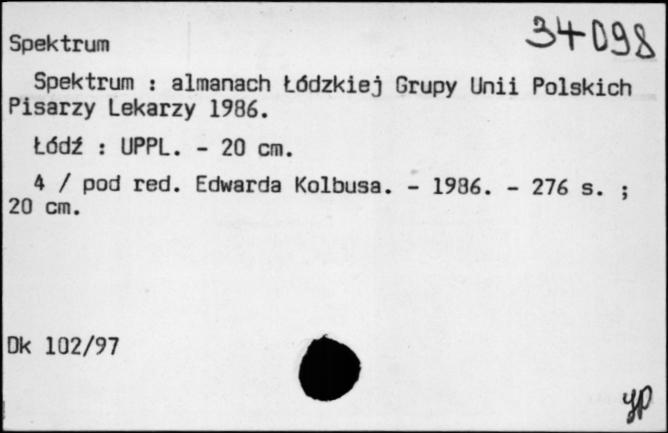 34098
Spektrum
Spektrum : almanach Łódzkiej Grupy Unii Polskich
Pisarzy Lekarzy 1986.
Łódź : UPPL. - 20 cm.
4 / pod red. Edwarda Kolbusa. - 1986. - 276 s. ;
20 cm.
Dk 102/97